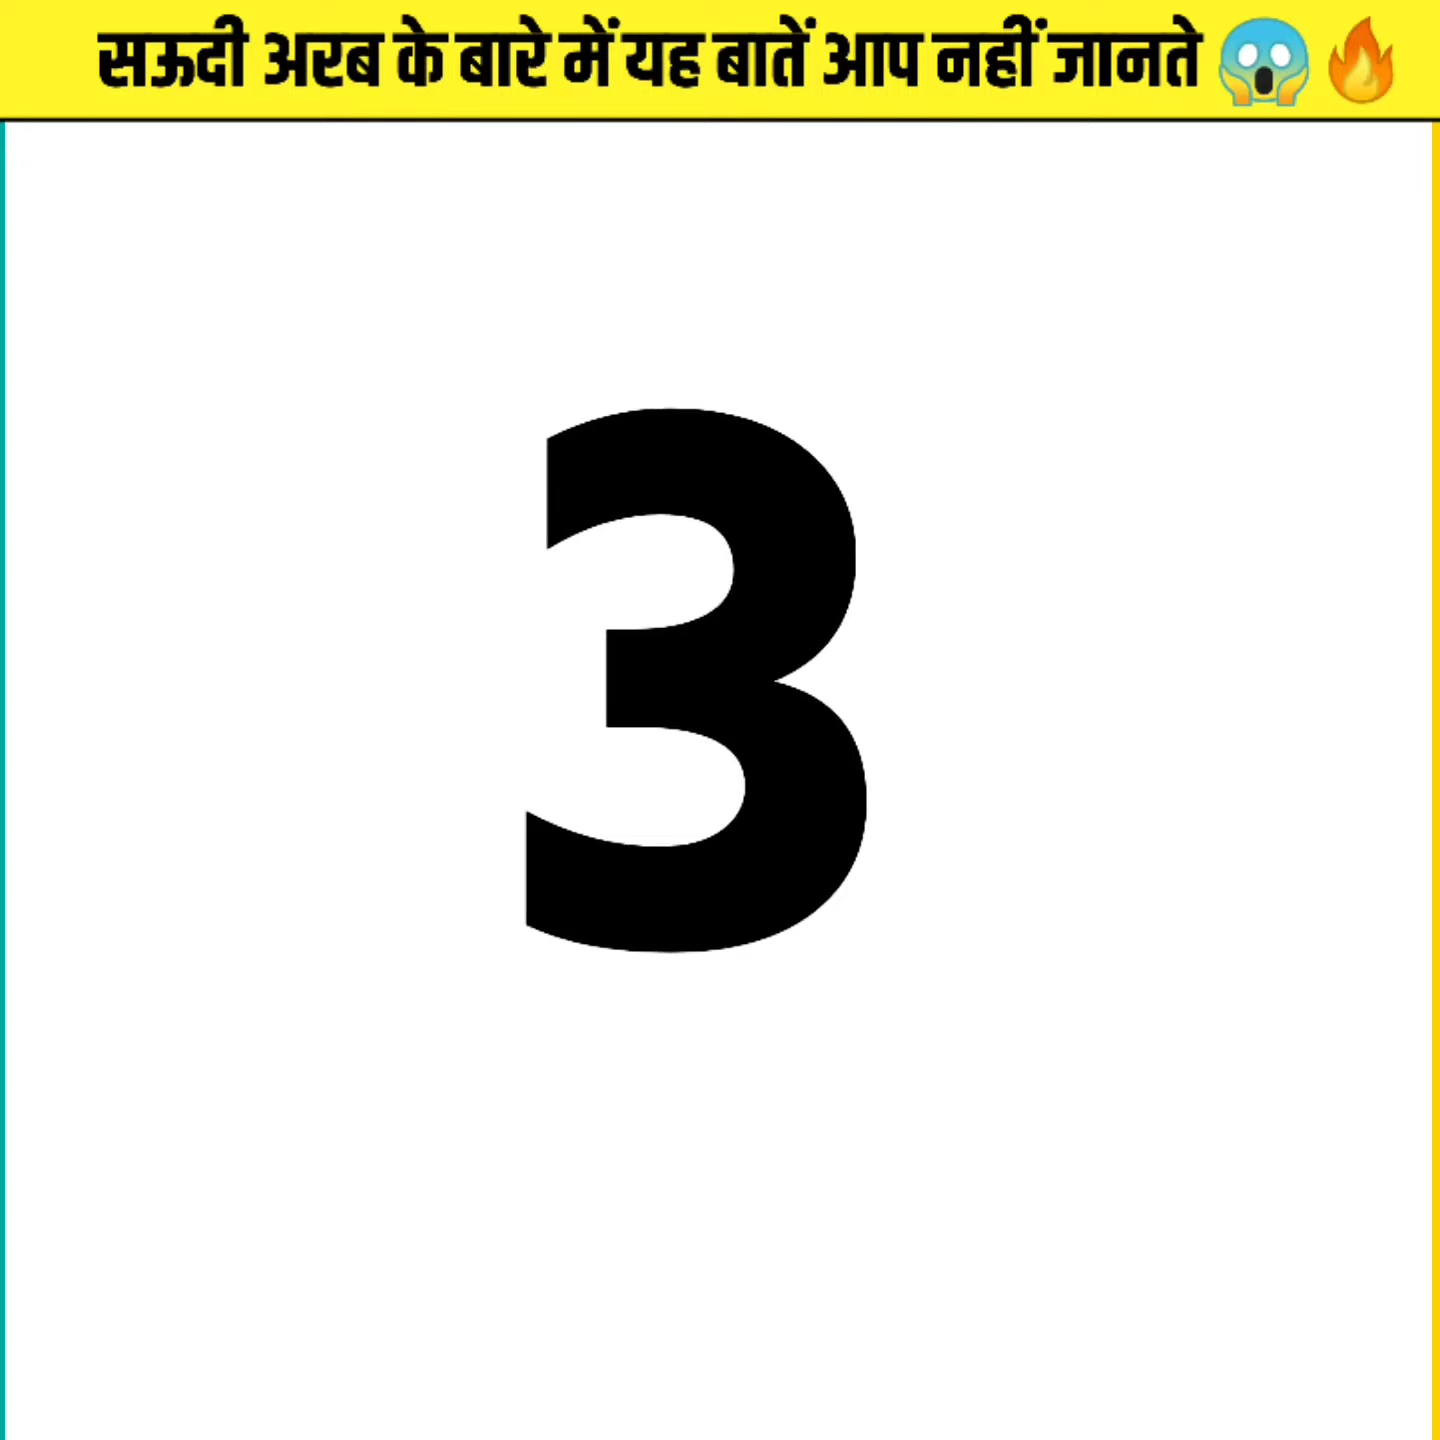 सऊदी अरब के बारे में यह बातें आप नहीं जानते 😱🔥
3